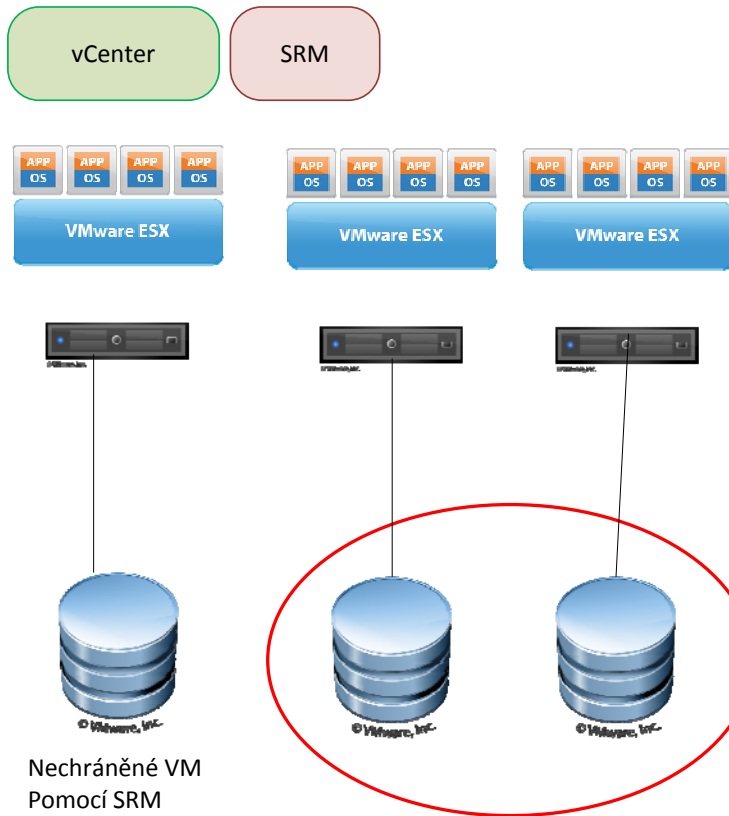 vCenter
SRM
APP APP APP APP
OS OS OS OS
VMware ESX
APP APP APP APP
OS OS OS OS
VMware ESX
APP APP APP APP
OS OS OS OS
VMware ESX
© VMware, Inc.
© VMware, Inc.
© VMware, Inc.
Nechráněné VM
Pomocí SRM